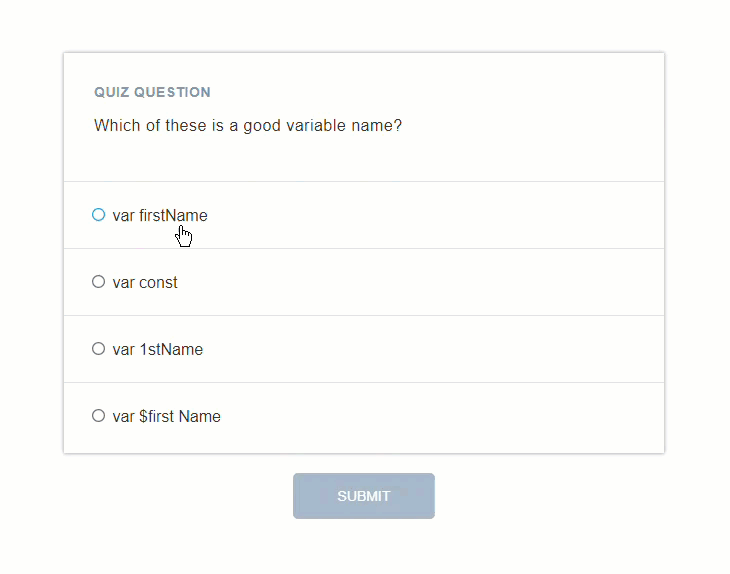 QUIZ QUESTION
Which of these is a good variable name?
var firstName
var const
var 1stName
var $first Name
SUBMIT